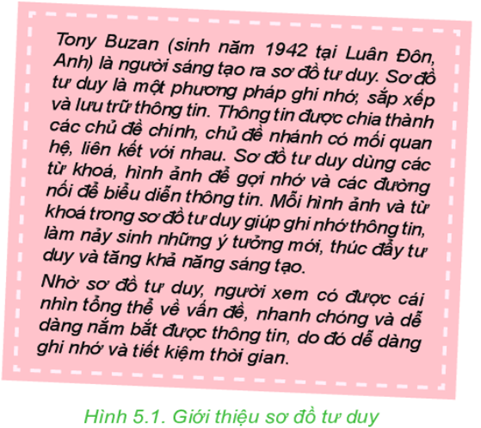 Tony Buzan (sinh năm 1942 tại Luân Đôn,
Anh) là người sáng tạo ra sơ đồ tư duy. Sơ đồ
tư duy là một phương pháp ghi nhớ, sắp xếp
và lưu trữ thông tin. Thông tin được chia thành
các chủ đề chính, chủ đề nhánh có mối quan
hệ, liên kết với nhau. Sơ đồ tư duy dùng các
từ khoá, hình ảnh để gợi nhớ và các đường
nối để biểu diễn thông tin. Mỗi hình ảnh và từ
khoá trong sơ đồ tư duy giúp ghi nhớ thông tin,
làm nảy sinh những ý tưởng mới, thúc đẩy tư
duy và tăng khả năng sáng tạo.
Nhờ sơ đồ tư duy, người xem có được cái
nhìn tổng thể về vấn đề, nhanh chóng và dễ
dàng nắm bắt được thông tin, do đó dễ dàng
ghi nhớ và tiết kiệm thời gian.
Hình 5.1. Giới thiệu sơ đồ tư duy